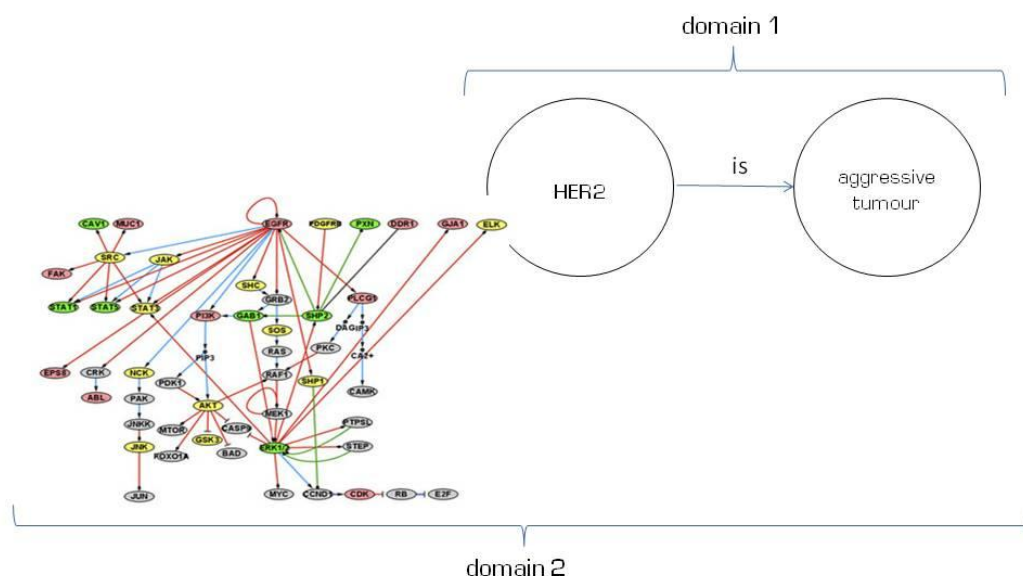 domain 1
HER2
is
aggressive
tumour
CAV1 MUC1 EGFR PDGFRB PXN DDR1 GJA1 ELK
SRC JAK
FAK
SHC GRB2 PLCG1
STAT1 STAT5 STAT3 PI3K GAB1 SHP2
DAG IP3
SOS
PIP3 RAS PKC CA2+
EPS8 CRK NCK PDK1 RAF1 SHP1
ABL PAK AKT CAMK
MEK1
JNKK MTOR CASP9 PTPSL
GSK3
JNK FOXO1A BAD ERK1/2 STEP
JUN MYC CCND1 CDK RB E2F
domain 2